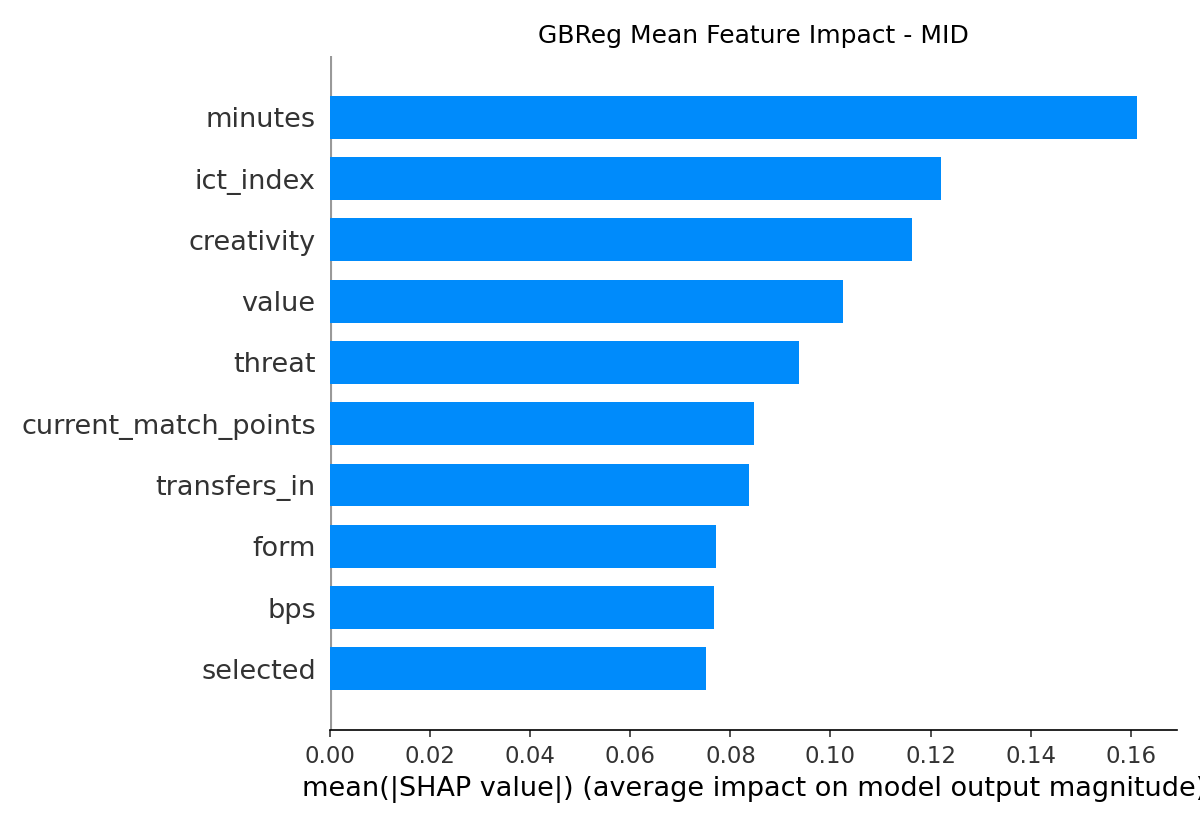 GBReg Mean Feature Impact - MID
minutes
ict_index
creativity
value
threat
current_match_points
transfers_in
form
bps
selected
0.00 0.02 0.04 0.06 0.08 0.10 0.12 0.14 0.16
mean(|SHAP value|) (average impact on model output magnitude)